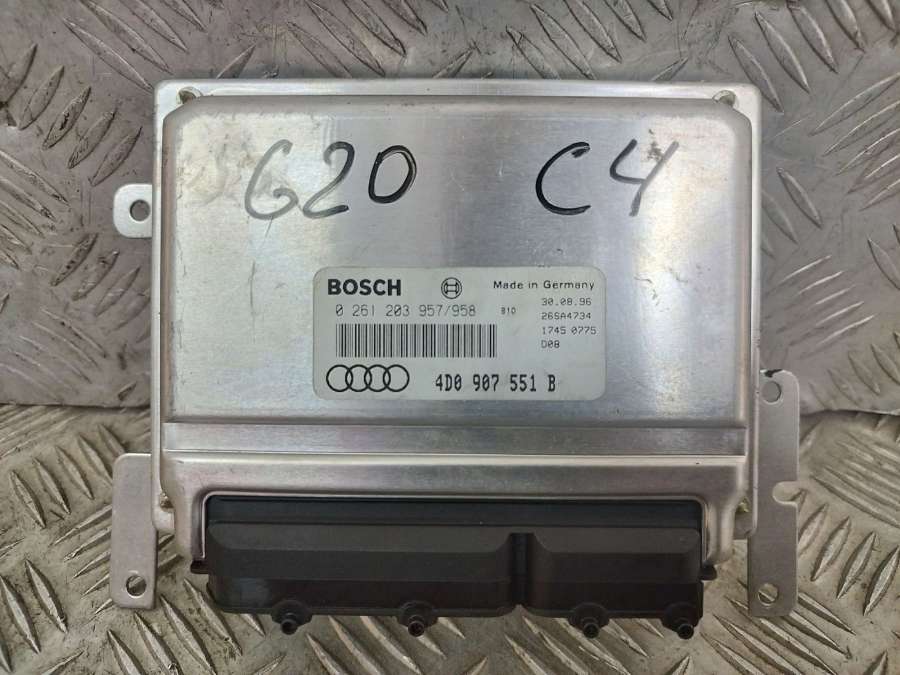 G20 C4
BOSCH Made in Germany
0 261 203 957/958 B10 30.08.96
26SA4734
1745 0775
D08
4D0 907 551 B